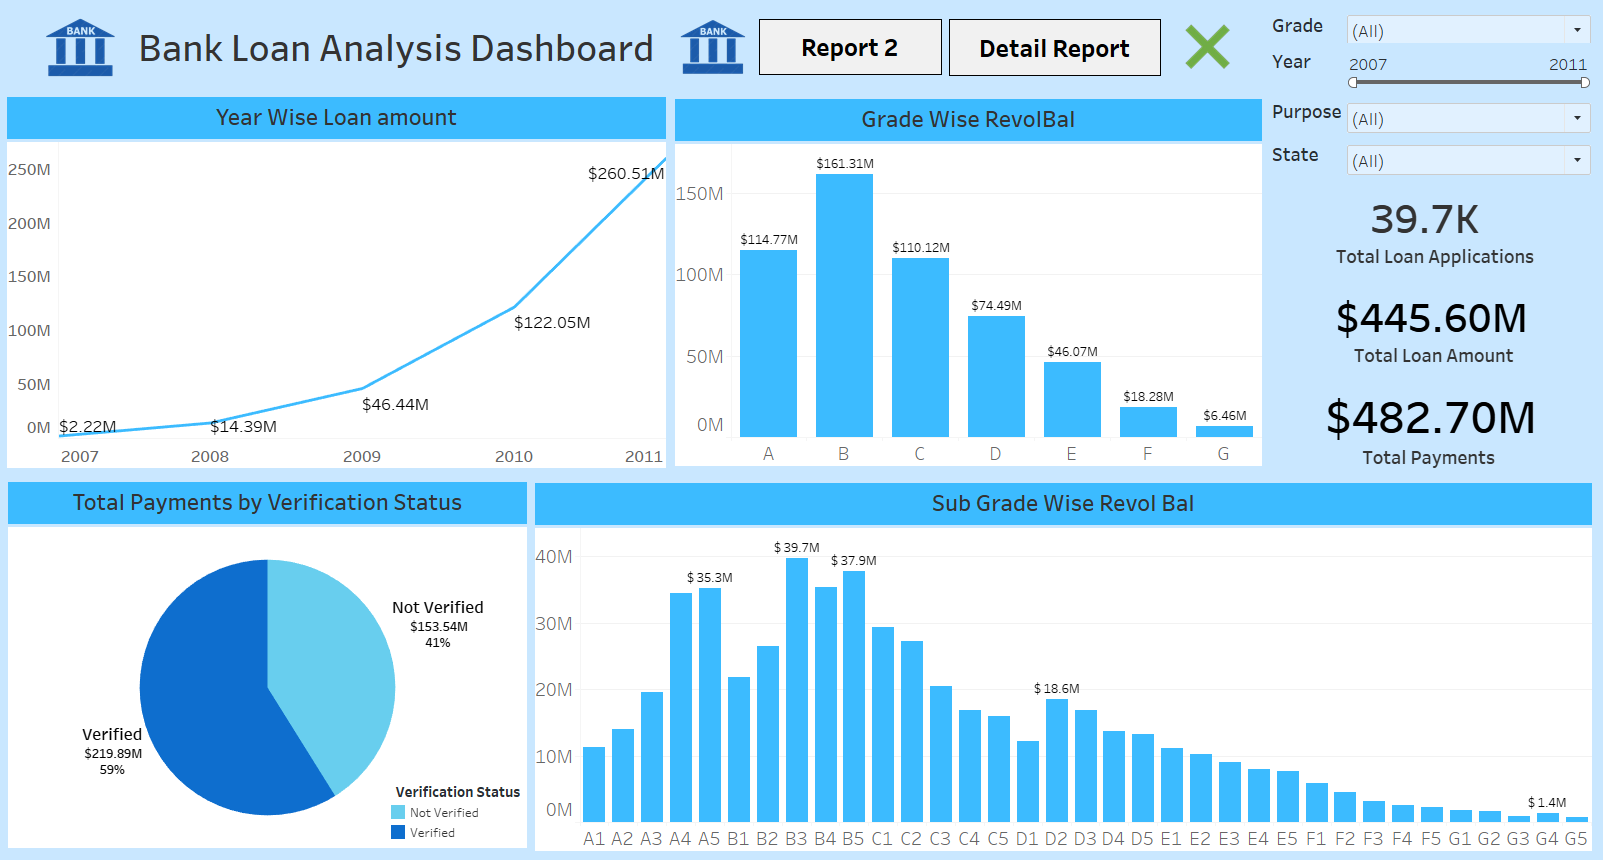 BANK
Bank Loan Analysis Dashboard
BANK
Report 2
Detail Report
Grade
(All)
Year
2007
2011
Purpose
(All)
State
(All)
39.7K
Total Loan Applications
$445.60M
Total Loan Amount
$482.70M
Total Payments
Year Wise Loan amount
250M
200M
150M
100M
50M
0M
$2.22M
$14.39M
$46.44M
$122.05M
$260.51M
2007 2008 2009 2010 2011
Grade Wise RevolBal
150M
100M
50M
0M
$114.77M
$161.31M
$110.12M
$74.49M
$46.07M
$18.28M
$6.46M
A B C D E F G
Total Payments by Verification Status
Not Verified
$153.54M
41%
Verified
$219.89M
59%
Verification Status
Not Verified
Verified
Sub Grade Wise Revol Bal
40M
30M
20M
10M
0M
$ 35.3M
$ 39.7M
$ 37.9M
$ 18.6M
$ 1.4M
A1 A2 A3 A4 A5 B1 B2 B3 B4 B5 C1 C2 C3 C4 C5 D1 D2 D3 D4 D5 E1 E2 E3 E4 E5 F1 F2 F3 F4 F5 G1 G2 G3 G4 G5